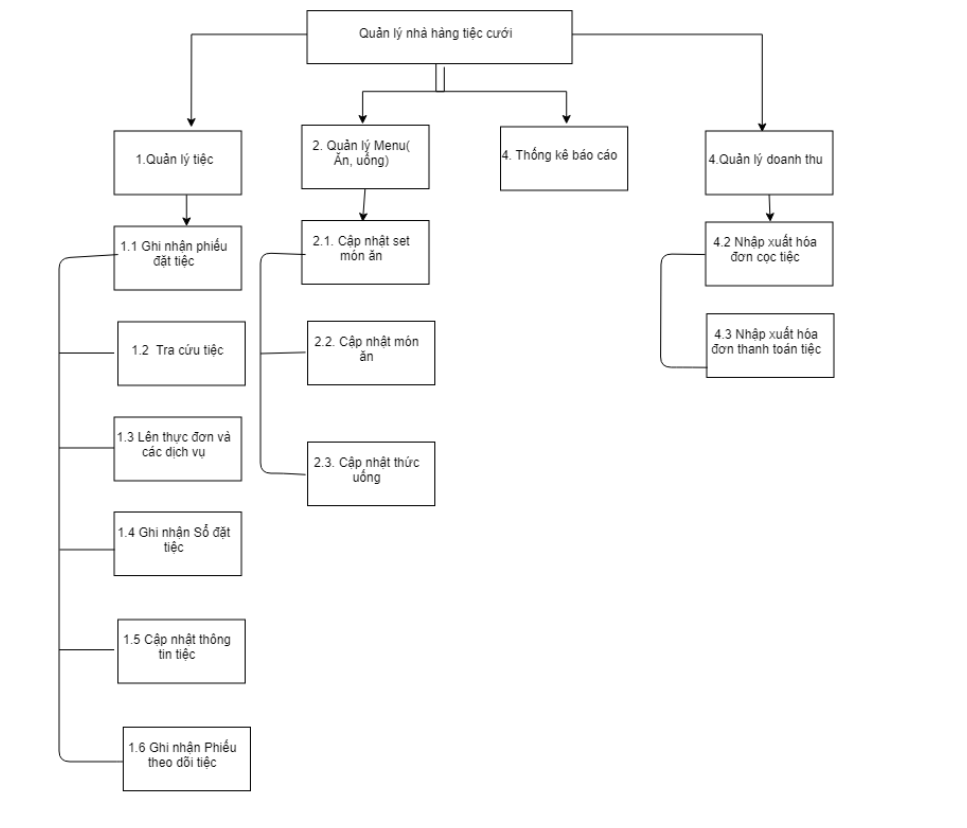 Quản lý nhà hàng tiệc cưới
1.Quản lý tiệc
2. Quản lý Menu(
Ăn, uống)
4. Thống kê báo cáo
4.Quản lý doanh thu
1.1 Ghi nhận phiếu
đặt tiệc
1.2 Tra cứu tiệc
1.3 Lên thực đơn và
các dịch vụ
1.4 Ghi nhận Sổ đặt
tiệc
1.5 Cập nhật thông
tin tiệc
1.6 Ghi nhận Phiếu
theo dõi tiệc
2.1. Cập nhật set
món ăn
2.2. Cập nhật món
ăn
2.3. Cập nhật thức
uống
4.2 Nhập xuất hóa
đơn cọc tiệc
4.3 Nhập xuất hóa
đơn thanh toán tiệc